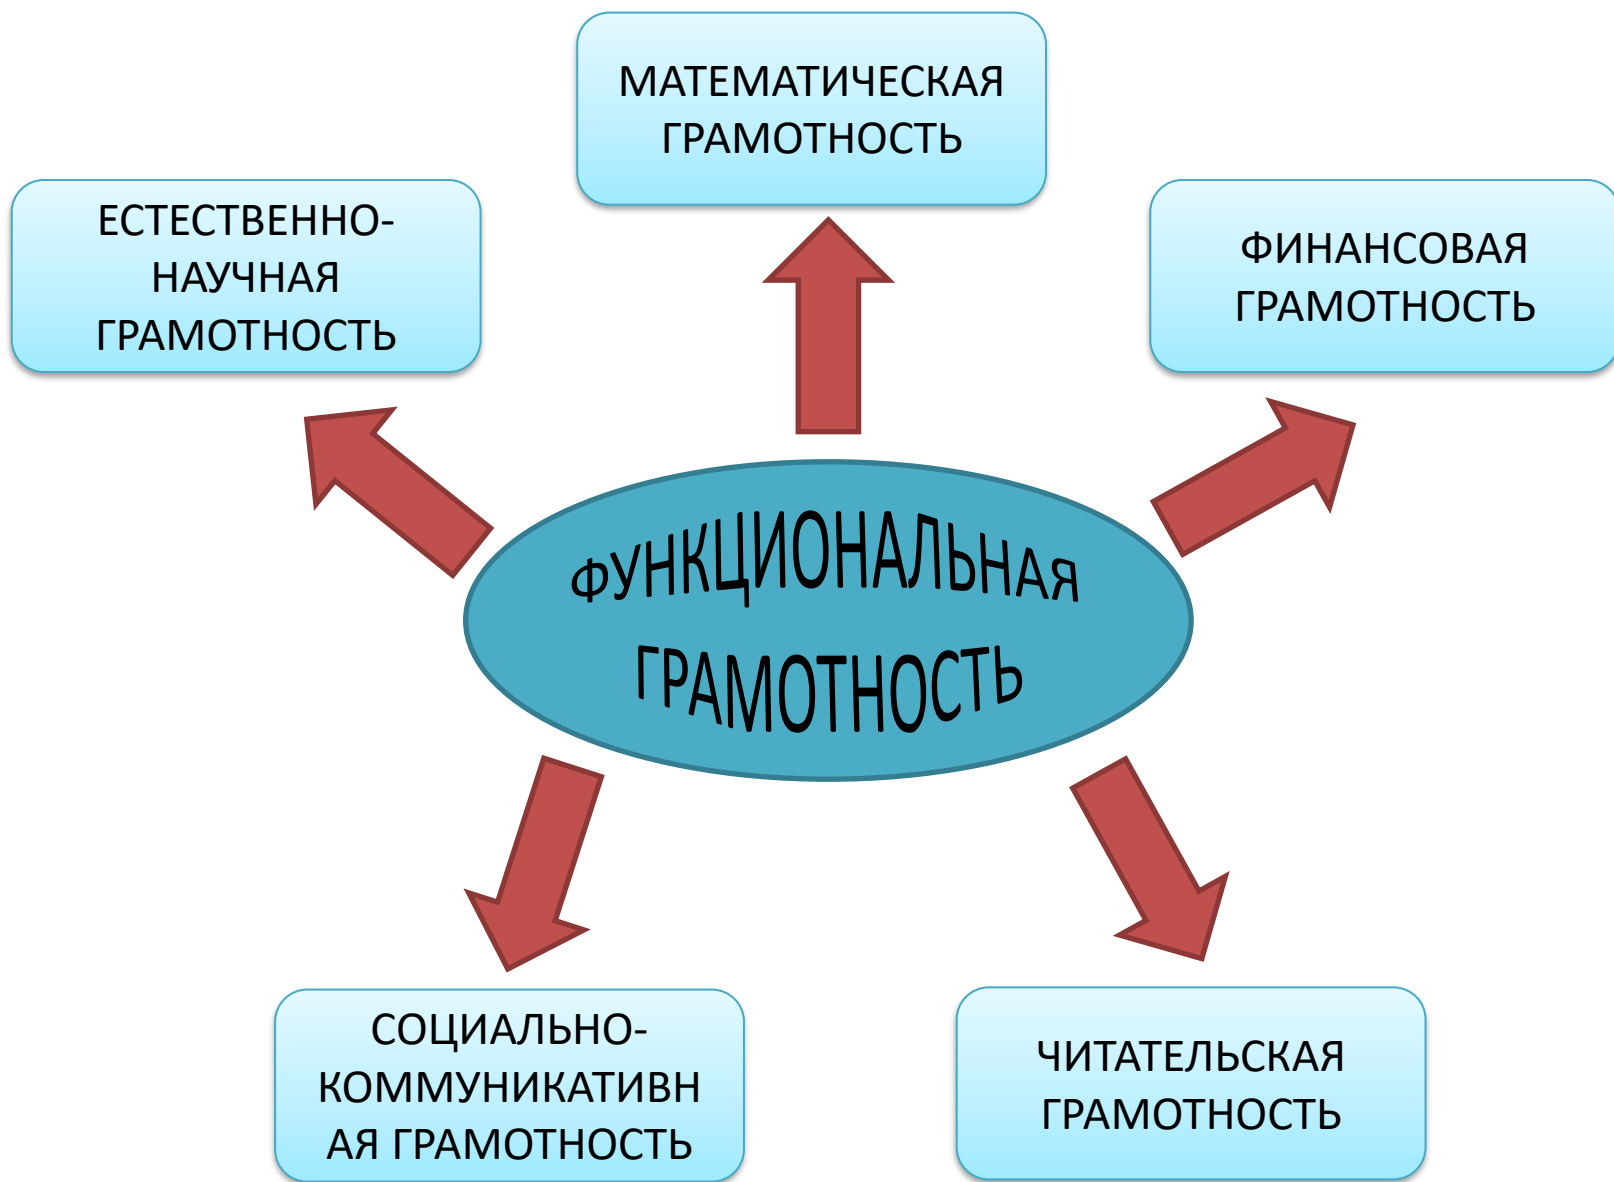 МАТЕМАТИЧЕСКАЯ
ГРАМОТНОСТЬ
ЕСТЕСТВЕННО-
НАУЧНАЯ
ГРАМОТНОСТЬ
ФИНАНСОВАЯ
ГРАМОТНОСТЬ
ФУНКЦИОНАЛЬНАЯ
ГРАМОТНОСТЬ
СОЦИАЛЬНО-
КОММУНИКАТИВН
АЯ ГРАМОТНОСТЬ
ЧИТАТЕЛЬСКАЯ
ГРАМОТНОСТЬ